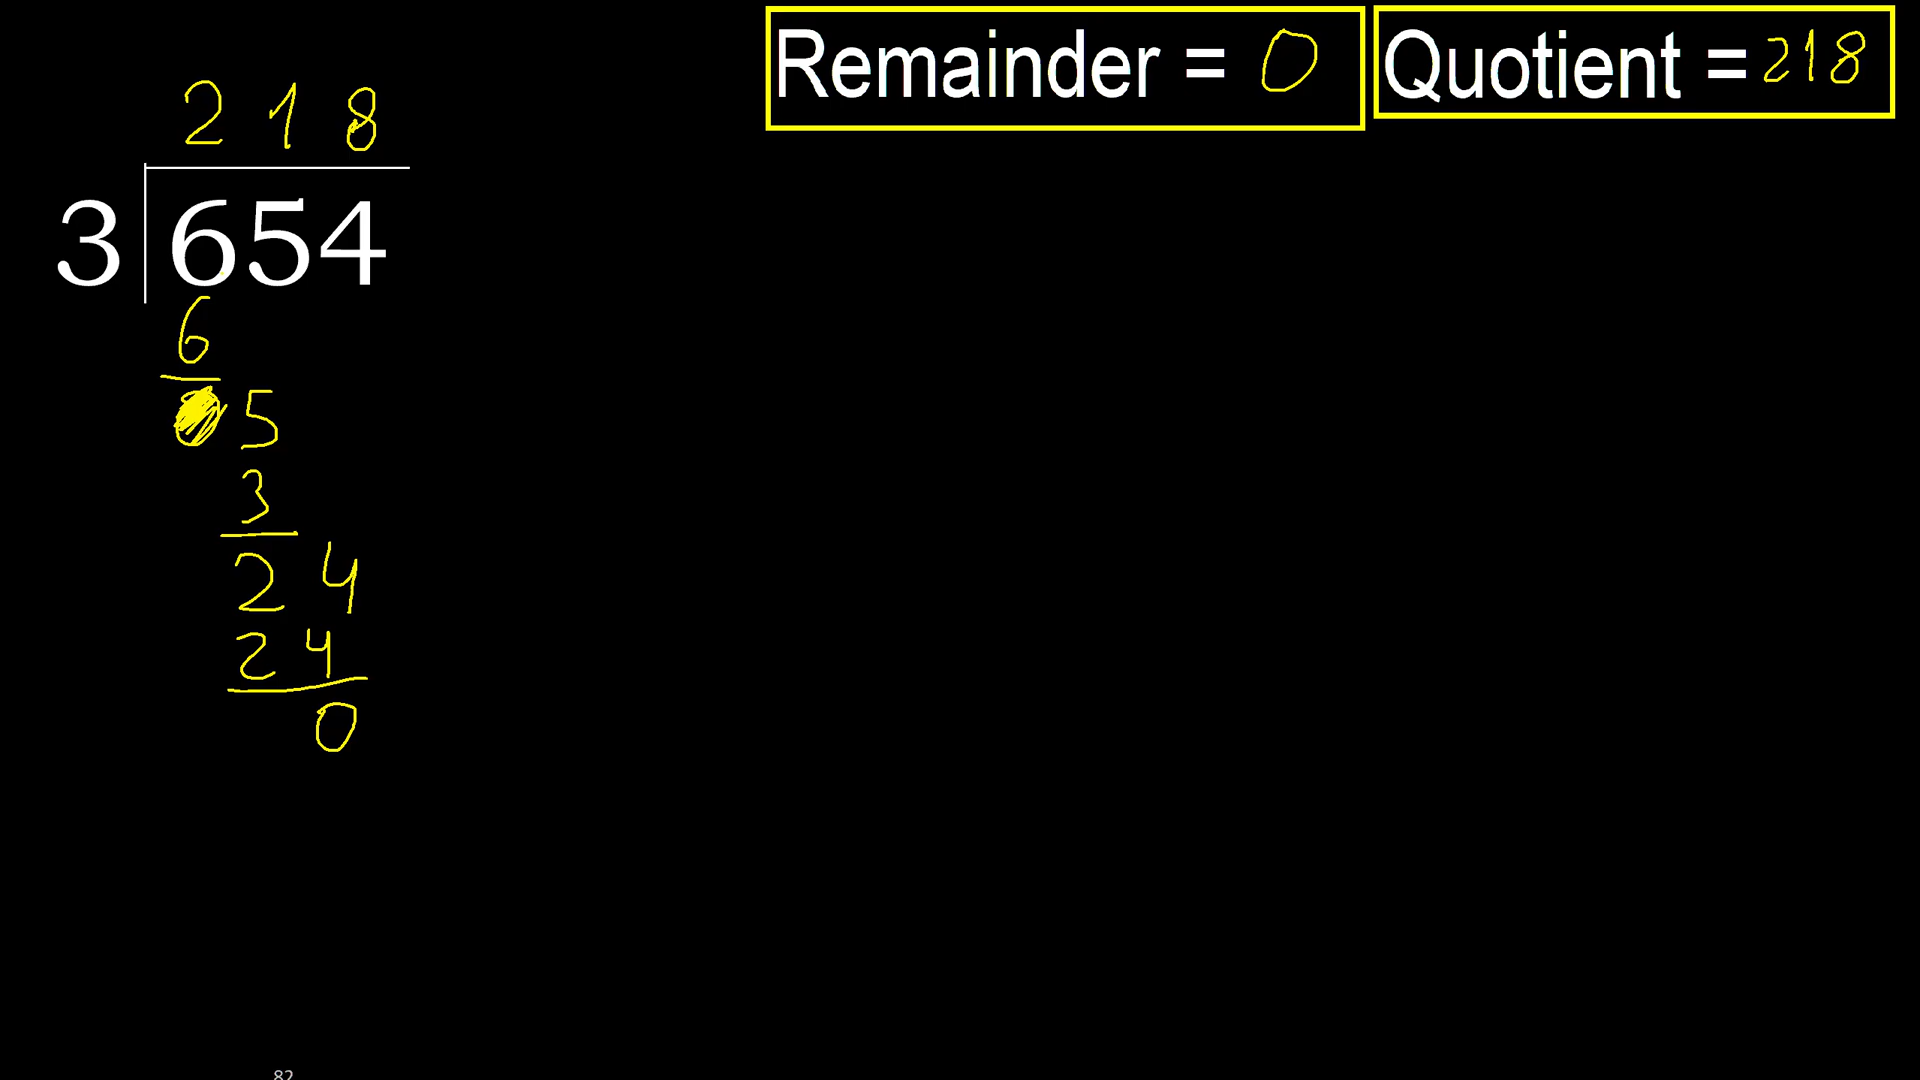 Remainder = 0
Quotient = 218
2 1 8
3 654
6
5
3
2 4
2 4
0
82